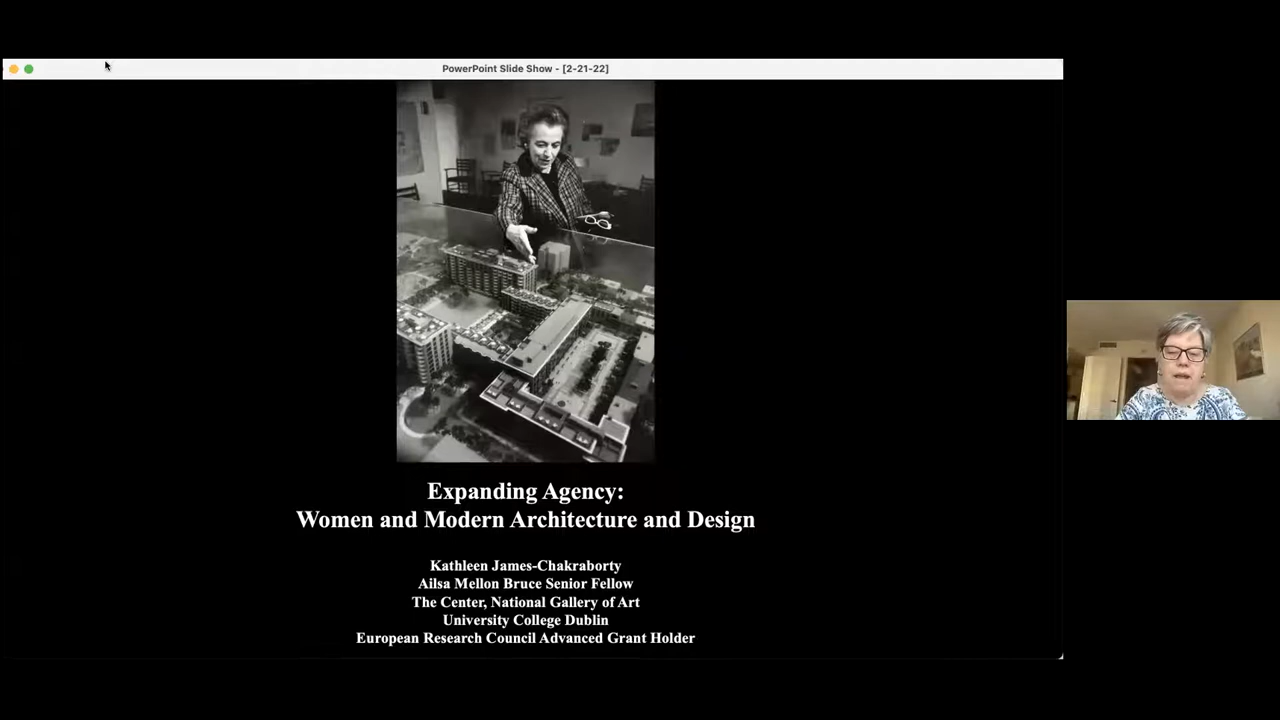 PowerPoint Slide Show - [2-21-22]
Expanding Agency:
Women and Modern Architecture and Design
Kathleen James-Chakraborty
Ailsa Mellon Bruce Senior Fellow
The Center, National Gallery of Art
University College Dublin
European Research Council Advanced Grant Holder